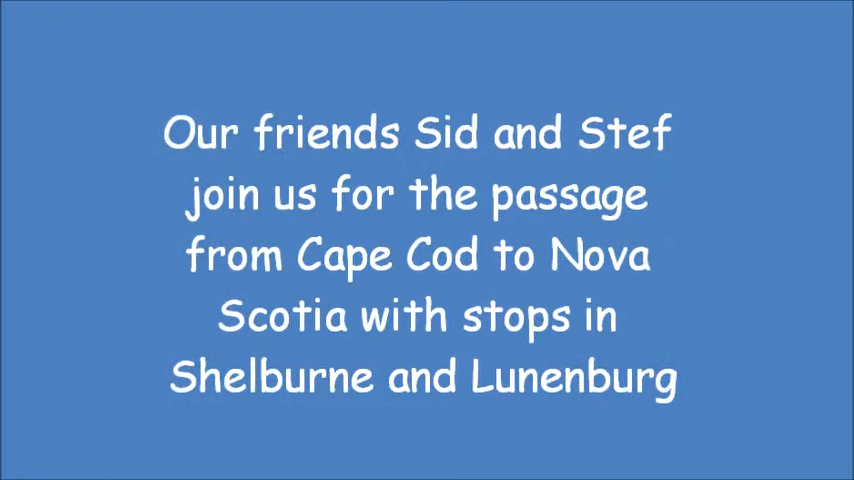 Our friends Sid and Stef
join us for the passage
from Cape Cod to Nova
Scotia with stops in
Shelburne and Lunenburg